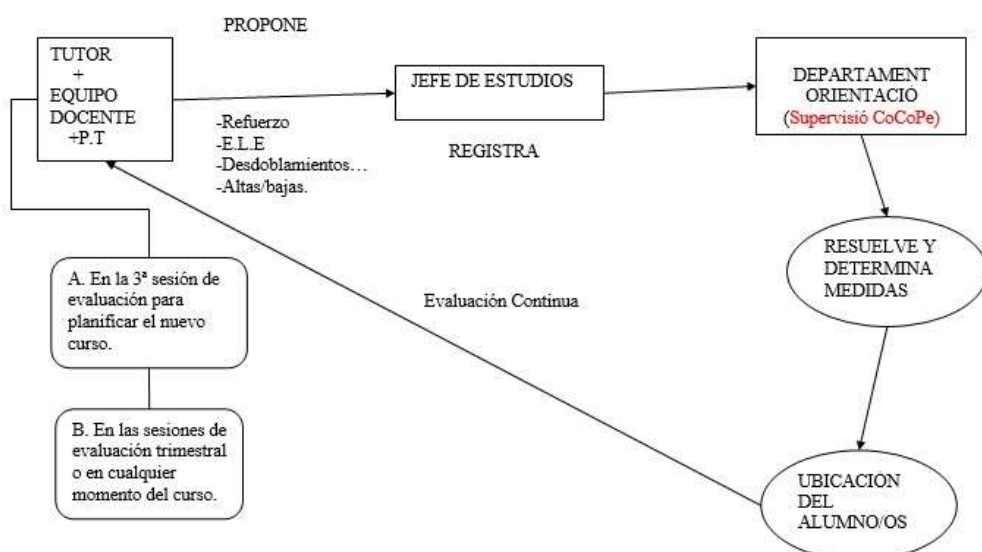 PROPONE
TUTOR
+
EQUIPO
DOCENTE
+P.T
JEFE DE ESTUDIOS
DEPARTAMENT
ORIENTACIÓ
(Supervisió CoCoPe)
-Refuerzo
-E.L.E
-Desdoblamientos…
-Altas/bajas.
REGISTRA
RESUELVE Y
DETERMINA
MEDIDAS
A. En la 3ª sesión de
evaluación para
planificar el nuevo
curso.
Evaluación Continua
B. En las sesiones de
evaluación trimestral
o en cualquier
momento del curso.
UBICACIÓN
DEL
ALUMNO/OS